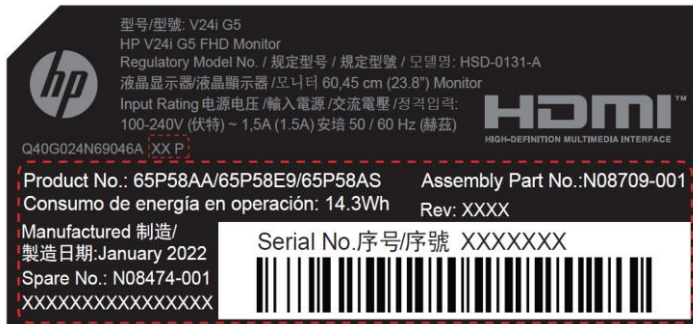 型号/型號: V24i G5
HP V24i G5 FHD Monitor
Regulatory Model No. / 规定型号 / 規定型號 / 모델명: HSD-0131-A
液晶显示器/液晶顯示器/모니터 60,45 cm (23.8") Monitor
Input Rating 电源电压 /輸入電源 /交流電壓 /정격입력:
100-240V (伏特) ~ 1,5A (1.5A) 安培 50 / 60 Hz (赫茲)
hp
HDMI™
HIGH-DEFINITION MULTIMEDIA INTERFACE
Q40G024N69046A XX P
Product No.: 65P58AA/65P58E9/65P58AS
Assembly Part No.:N08709-001
Consumo de energía en operación: 14.3Wh
Rev: XXXX
Manufactured 制造/
製造日期:January 2022
Serial No.序号/序號 XXXXXXX
Spare No.: N08474-001
XXXXXXXXXXXXXXXX